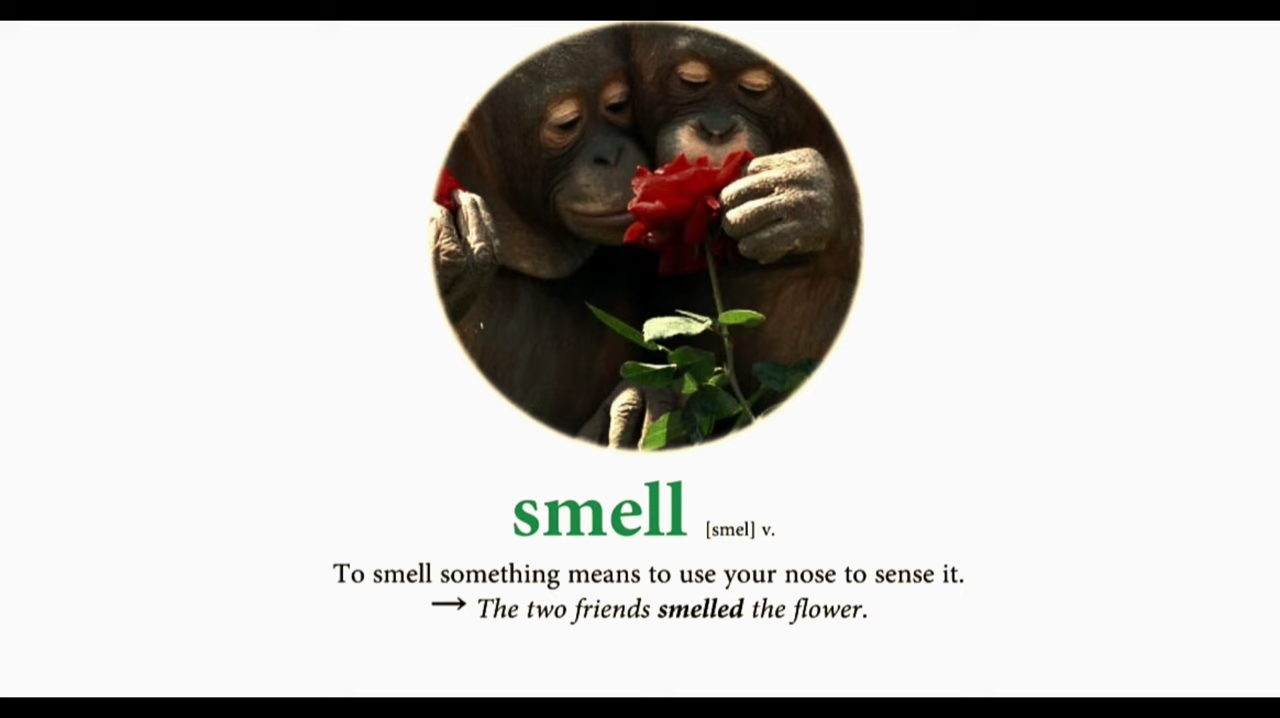 smell [smel] v.
To smell something means to use your nose to sense it.
→ The two friends smelled the flower.